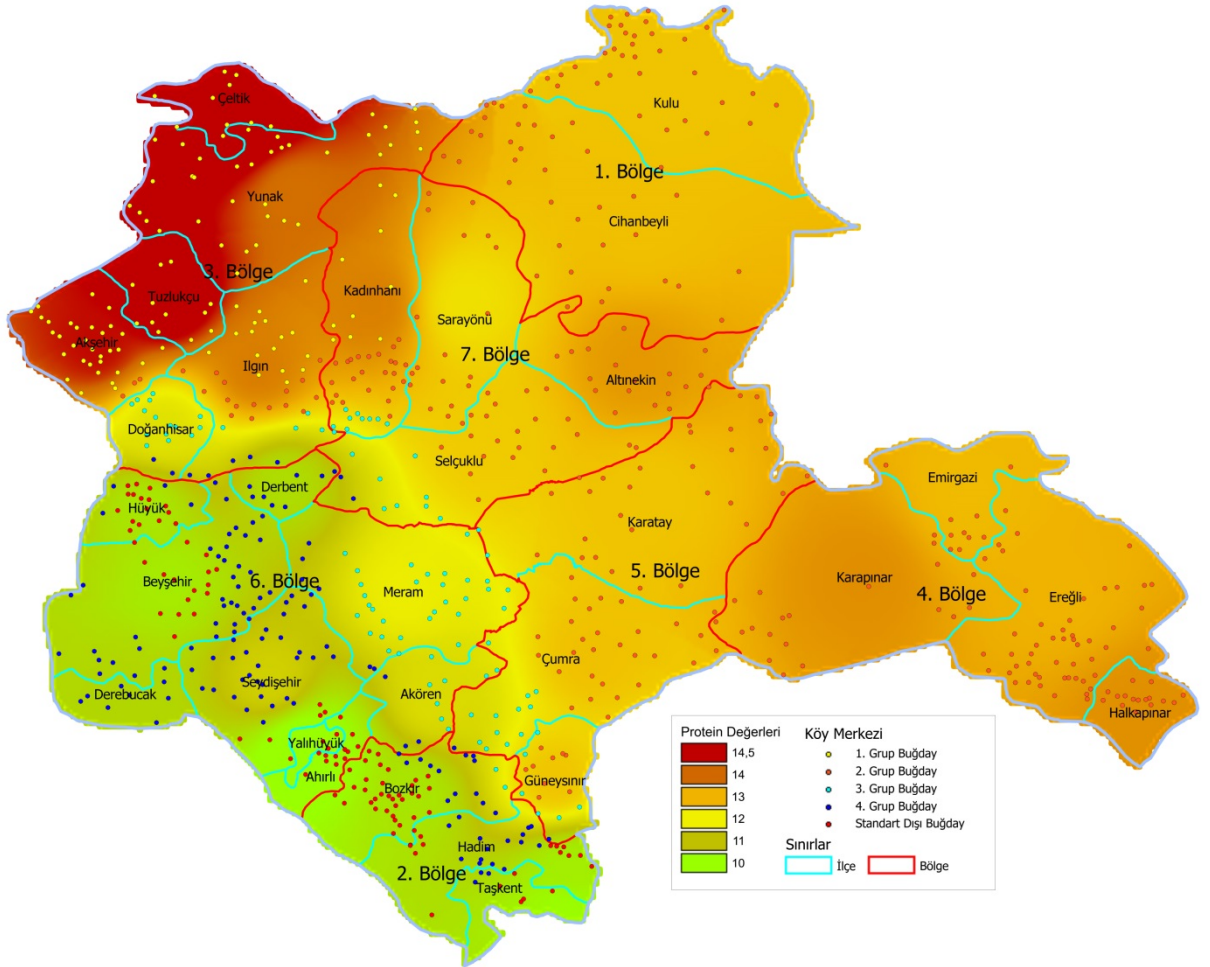 Çeltik
Kulu
1. Bölge
Yunak
Cihanbeyli
3. Bölge
Tuzlukçu
Kadınhanı
Sarayönü
Akşehir
7. Bölge
Ilgın
Altınekin
Doğanhisar
Selçuklu
Derbent
Emirgazi
Hüyük
Karatay
Beyşehir
6. Bölge
Meram
5. Bölge
Karapınar
4. Bölge
Ereğli
Çumra
Derebucak
Seydişehir
Akören
Halkapınar
Yalıhüyük
Ahırlı
Bozkır
Güneysınır
Hadim
2. Bölge
Taşkent
Protein Değerleri
14,5
14
13
12
11
10
Köy Merkezi
1. Grup Buğday
2. Grup Buğday
3. Grup Buğday
4. Grup Buğday
Standart Dışı Buğday
Sınırlar
İlçe
Bölge